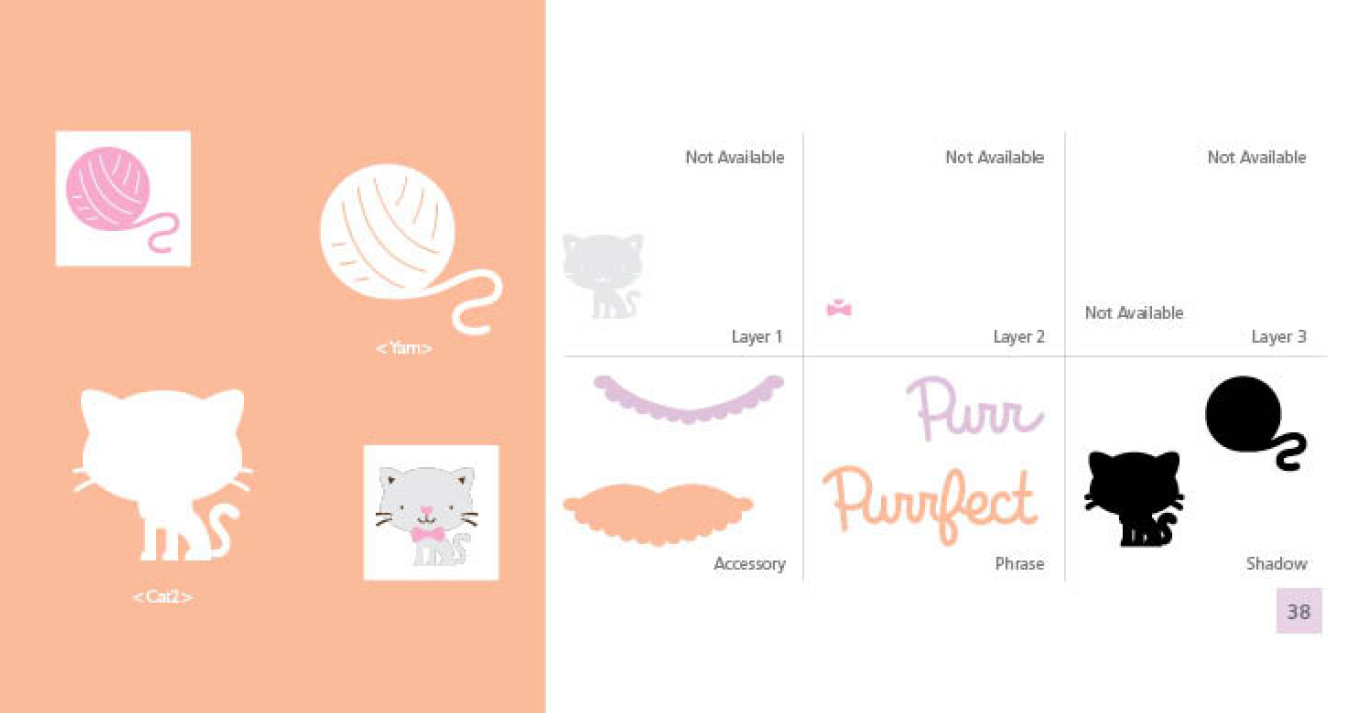 <Yarn>
<Cat2>
Not Available
Not Available
Not Available
Not Available
Layer 1
Layer 2
Layer 3
Purr
Purrfect
Accessory
Phrase
Shadow
38